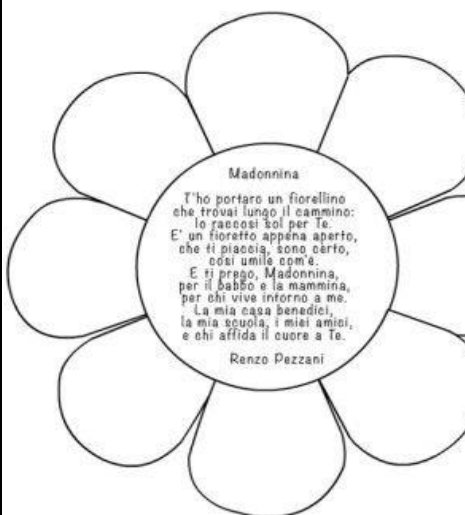 Madonnina
T'ho portaro un fiorellino
che trovai lungo il cammino:
lo raccosi sol per Te.
E' un fioretto appena aperto,
che ti piaccia, sono certo,
così umile com'è.
E ti prego, Madonnina,
per il babbo e la mammina,
per chi vive intorno a me.
La mia casa benedici,
la mia scuola, i miei amici,
e chi affida il cuore a Te.
Renzo Pezzani